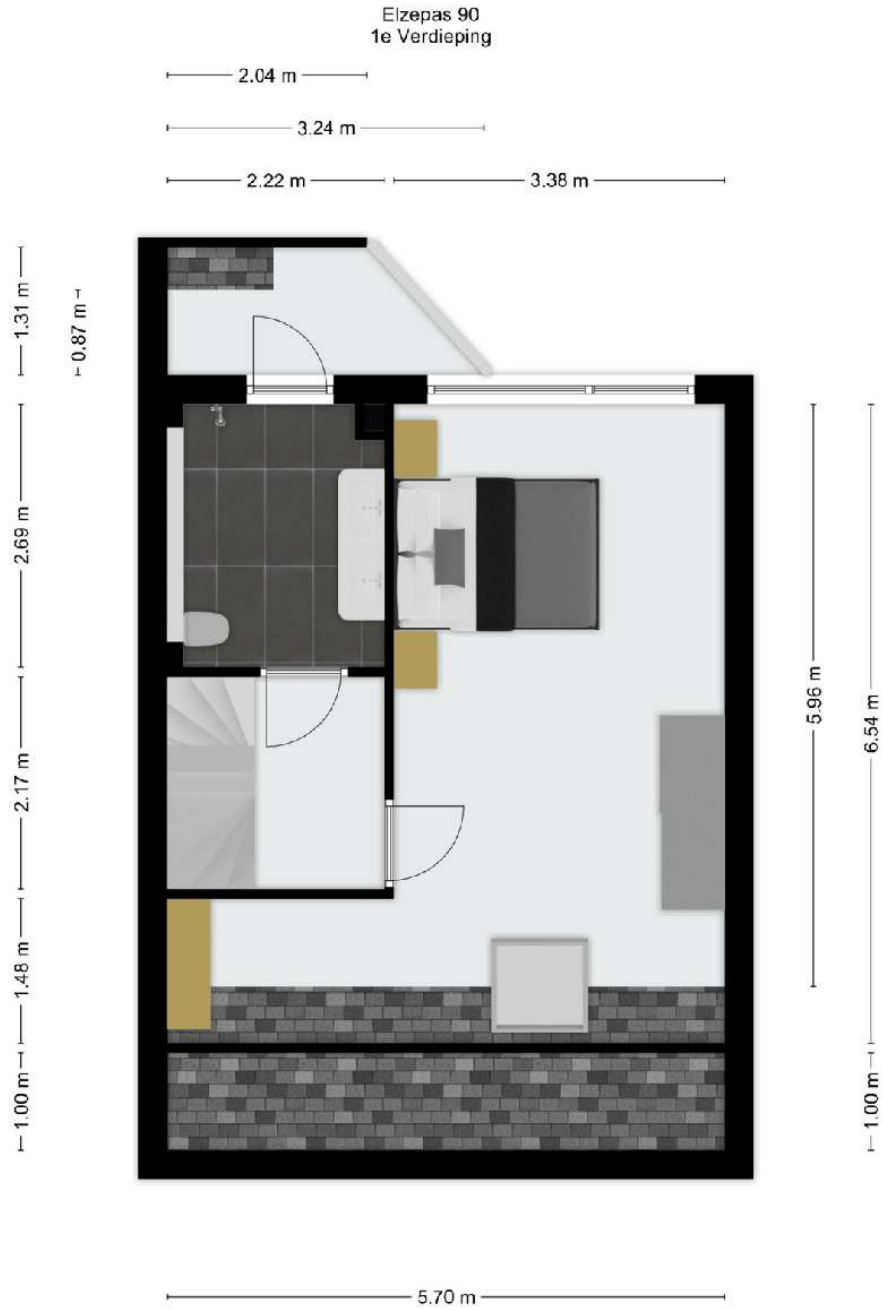 Elzepas 90
1e Verdieping
2.04 m
3.24 m
2.22 m
3.38 m
1.31 m
0.87 m
2.69 m
5.96 m
6.54 m
2.17 m
1.48 m
1.00 m
1.00 m
5.70 m